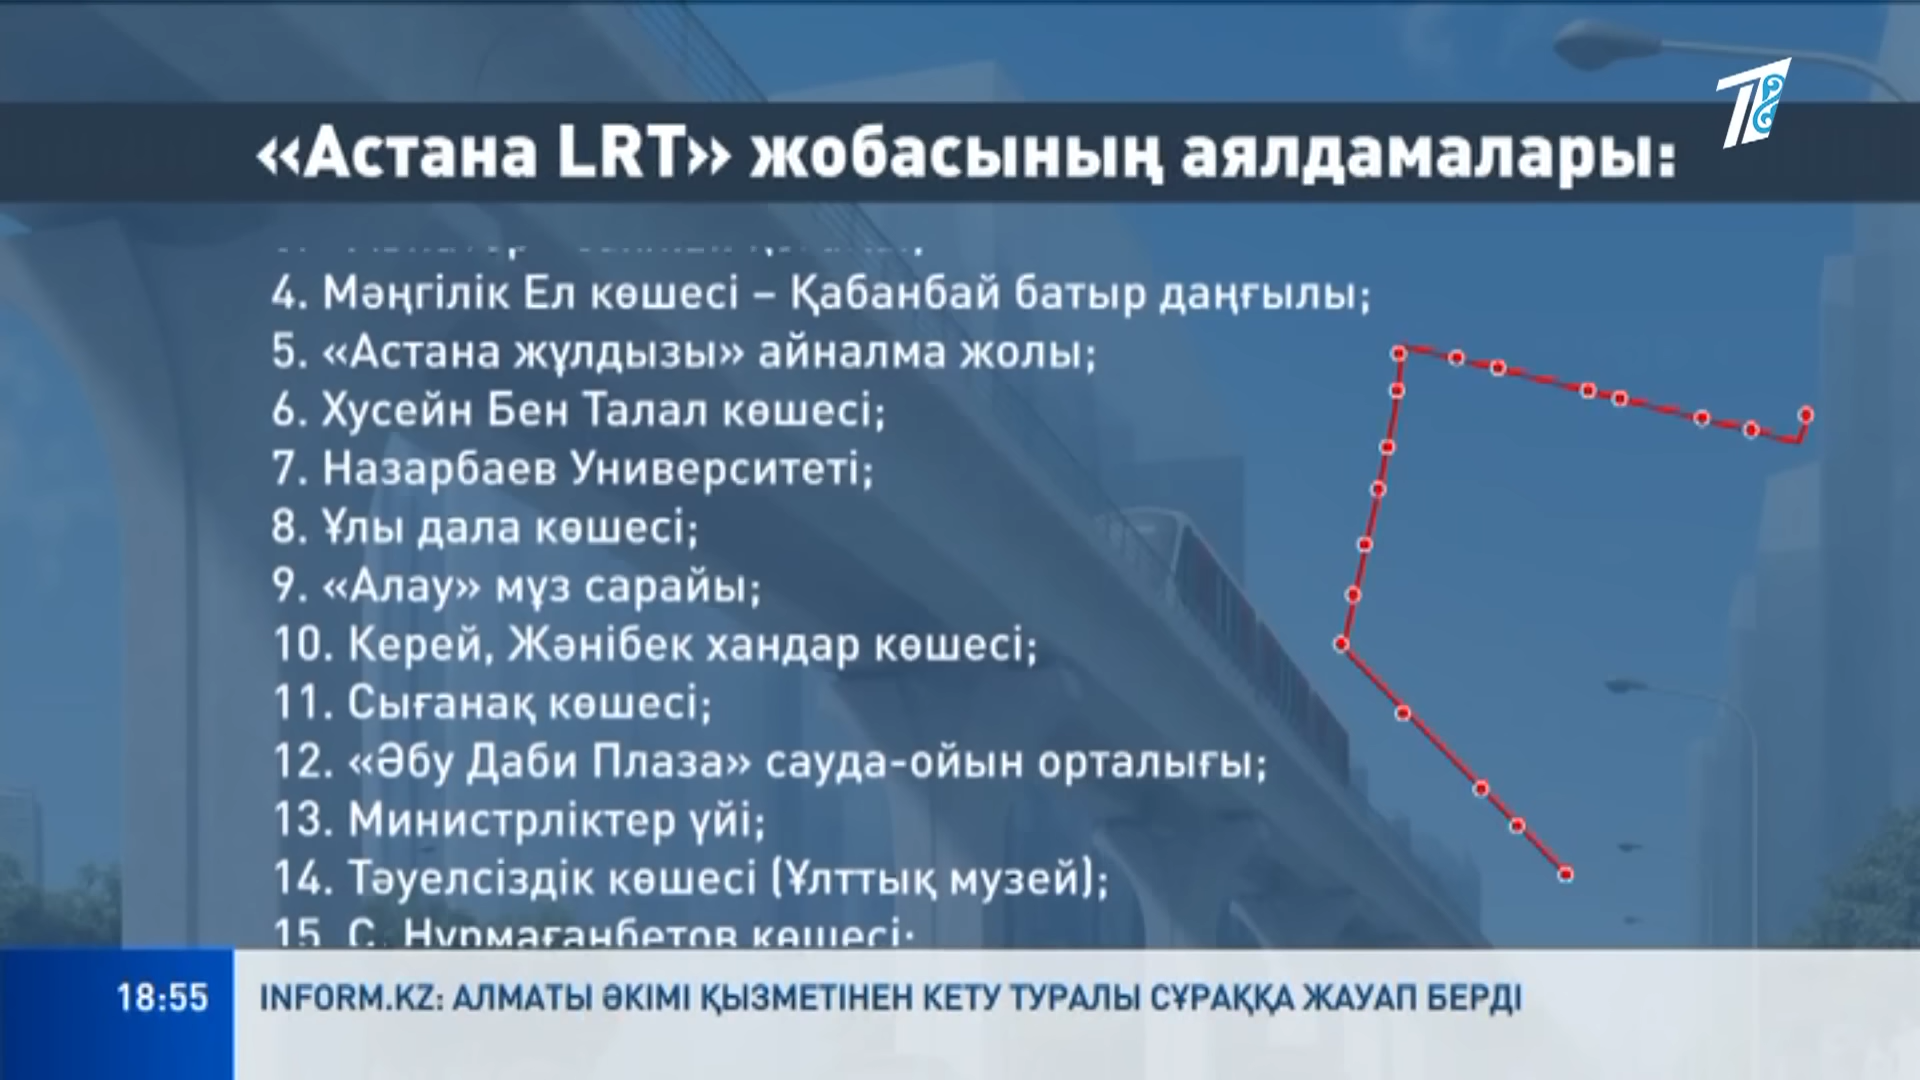 «Астана LRT» жобасының аялдамалары:
4. Мәңгілік Ел көшесі – Қабанбай батыр даңғылы;
5. «Астана жұлдызы» айналма жолы;
6. Хусейн Бен Талал көшесі;
7. Назарбаев Университеті;
8. Ұлы дала көшесі;
9. «Алау» мұз сарайы;
10. Керей, Жәнібек хандар көшесі;
11. Сығанақ көшесі;
12. «Әбу Даби Плаза» сауда-ойын орталығы;
13. Министрліктер үйі;
14. Тәуелсіздік көшесі (Ұлттық музей);
15. С. Нұрмағанбетов көшесі;
18:55
INFORM.KZ: АЛМАТЫ ӘКІМІ ҚЫЗМЕТІНЕН КЕТУ ТУРАЛЫ СҰРАҚҚА ЖАУАП БЕРДІ